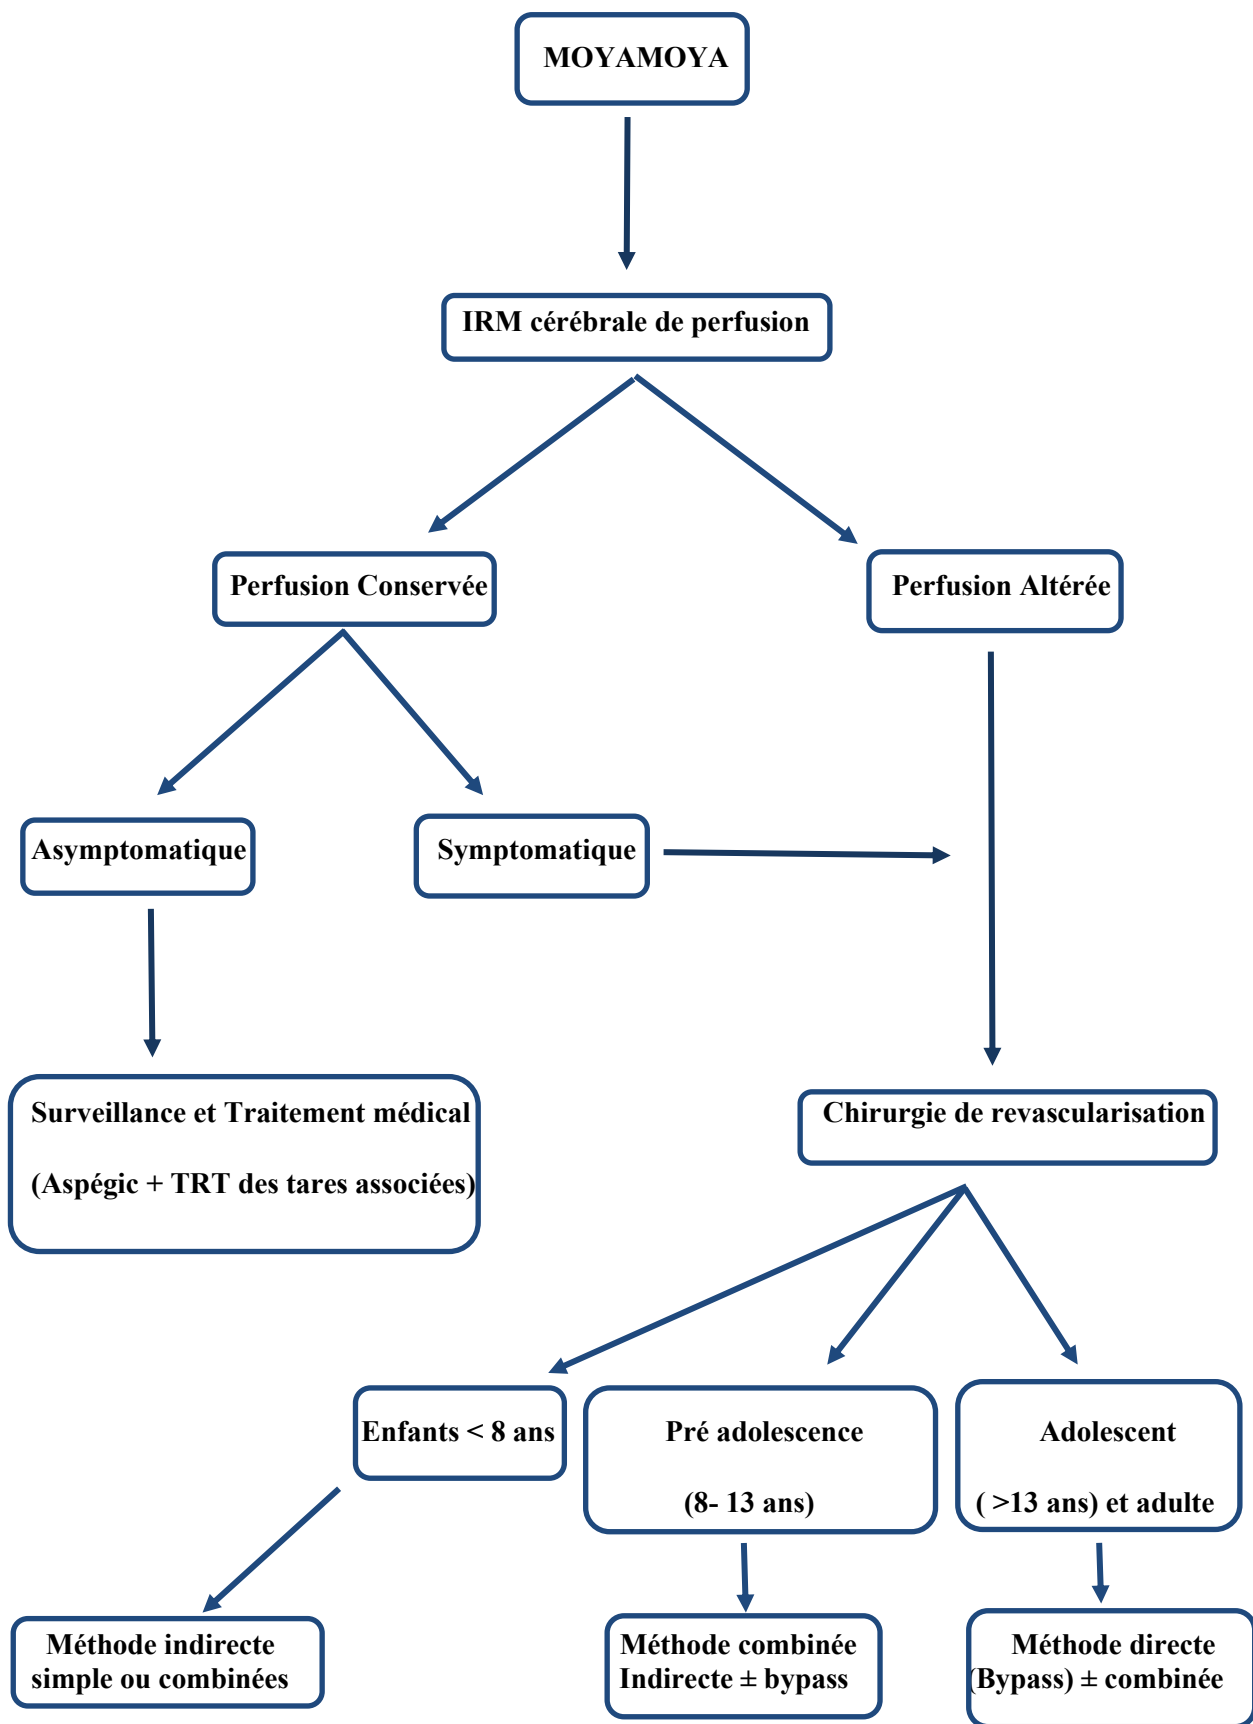 MOYAMOYA
IRM cérébrale de perfusion
Perfusion Conservée
Perfusion Altérée
Asymptomatique
Symptomatique
Surveillance et Traitement médical
(Aspégic + TRT des tares associées)
Chirurgie de revascularisation
Enfants < 8 ans
Pré adolescence
(8- 13 ans)
Adolescent
( >13 ans) et adulte
Méthode indirecte
simple ou combinées
Méthode combinée
Indirecte ± bypass
Méthode directe
(Bypass) ± combinée